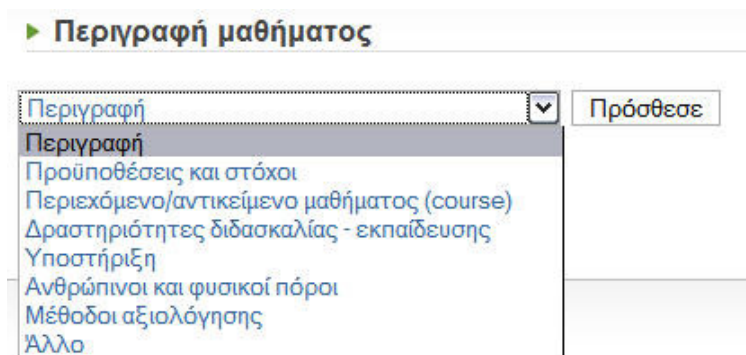 Περιγραφή μαθήματος
Περιγραφή Πρόσθεσε
Περιγραφή
Προϋποθέσεις και στόχοι
Περιεχόμενο/αντικείμενο μαθήματος (course)
Δραστηριότητες διδασκαλίας - εκπαίδευσης
Υποστήριξη
Ανθρώπινοι και φυσικοί πόροι
Μέθοδοι αξιολόγησης
Άλλο